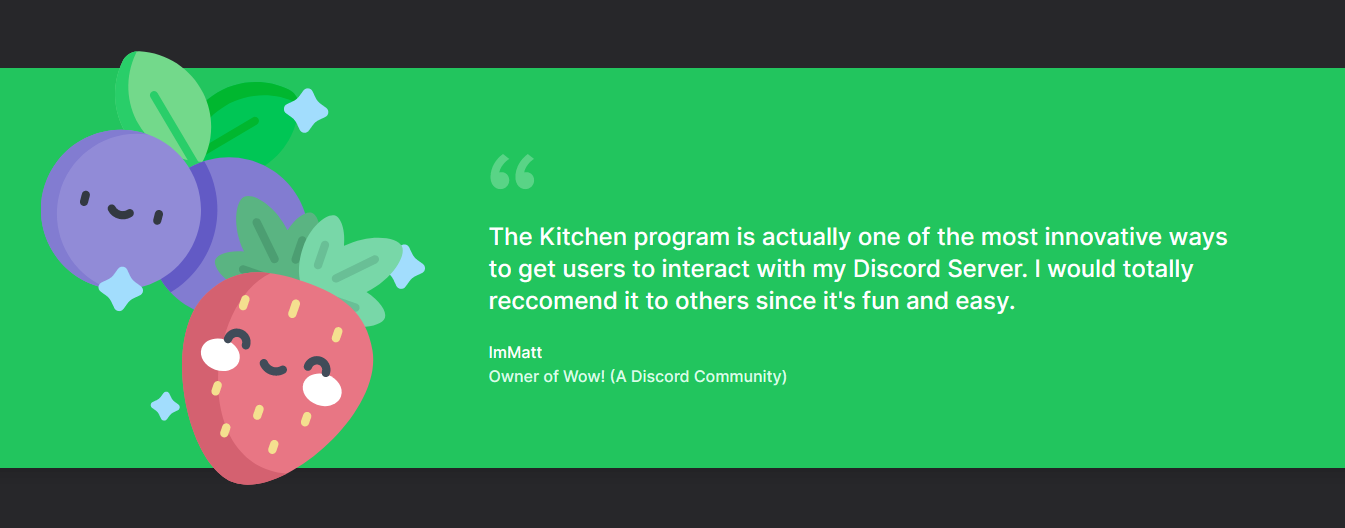 “
The Kitchen program is actually one of the most innovative ways
to get users to interact with my Discord Server. I would totally
reccomend it to others since it's fun and easy.
ImMatt
Owner of Wow! (A Discord Community)